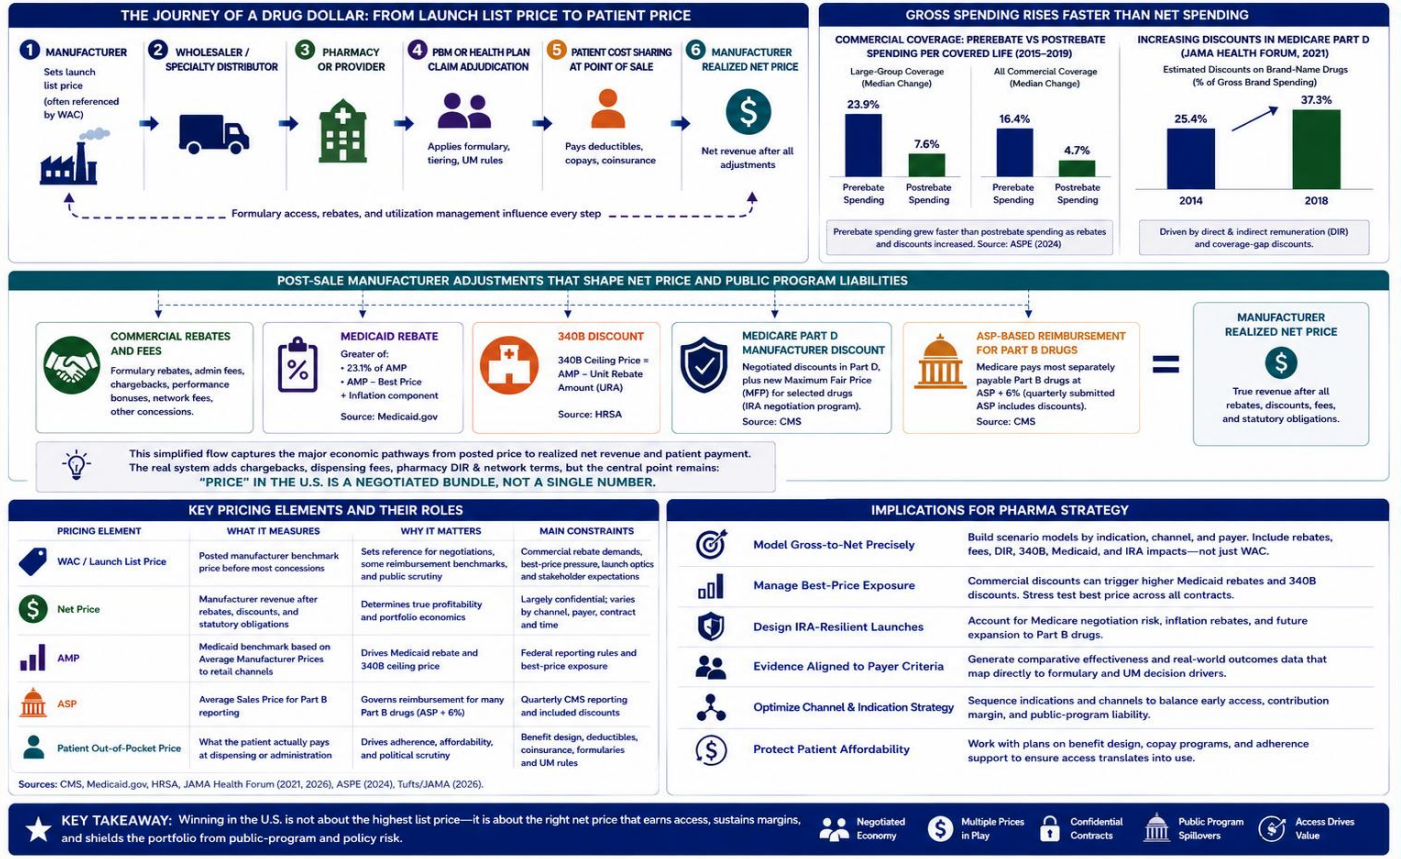 THE JOURNEY OF A DRUG DOLLAR: FROM LAUNCH LIST PRICE TO PATIENT PRICE
1 MANUFACTURER
Sets launch
list price
(often referenced
by WAC)
2 WHOLESALER /
SPECIALTY DISTRIBUTOR
3 PHARMACY
OR PROVIDER
4 PBM OR HEALTH PLAN
CLAIM ADJUDICATION
Applies formulary,
tiering, UM rules
5 PATIENT COST SHARING
AT POINT OF SALE
Pays deductibles,
copays, coinsurance
6 MANUFACTURER
REALIZED NET PRICE
$
Net revenue after all
adjustments
Formulary access, rebates, and utilization management influence every step
GROSS SPENDING RISES FASTER THAN NET SPENDING
COMMERCIAL COVERAGE: PREREBATE VS POSTREBATE
SPENDING PER COVERED LIFE (2015–2019)
Large-Group Coverage
(Median Change)
23.9%
7.6%
Prerebate
Spending
Postrebate
Spending
All Commercial Coverage
(Median Change)
16.4%
4.7%
Prerebate
Spending
Postrebate
Spending
Prerebate spending grew faster than postrebate spending as rebates
and discounts increased. Source: ASPE (2024)
INCREASING DISCOUNTS IN MEDICARE PART D
(JAMA HEALTH FORUM, 2021)
Estimated Discounts on Brand-Name Drugs
(% of Gross Brand Spending)
25.4%
37.3%
2014
2018
Driven by direct & indirect remuneration (DIR)
and coverage-gap discounts.
POST-SALE MANUFACTURER ADJUSTMENTS THAT SHAPE NET PRICE AND PUBLIC PROGRAM LIABILITIES
COMMERCIAL REBATES
AND FEES
Formulary rebates, admin fees,
chargebacks, performance
bonuses, network fees,
other concessions.
%
MEDICAID REBATE
Greater of:
• 23.1% of AMP
• AMP – Best Price
+ Inflation component
Source: Medicaid.gov
340B DISCOUNT
340B Ceiling Price =
AMP – Unit Rebate
Amount (URA)
Source: HRSA
MEDICARE PART D
MANUFACTURER DISCOUNT
Negotiated discounts in Part D,
plus new Maximum Fair Price
(MFP) for selected drugs
(IRA negotiation program).
Source: CMS
ASP-BASED REIMBURSEMENT
FOR PART B DRUGS
Medicare pays most separately
payable Part B drugs at
ASP + 6% (quarterly submitted
ASP includes discounts).
Source: CMS
=
MANUFACTURER
REALIZED NET PRICE
$
True revenue after all
rebates, discounts, fees,
and statutory obligations.
This simplified flow captures the major economic pathways from posted price to realized net revenue and patient payment.
The real system adds chargebacks, dispensing fees, pharmacy DIR & network terms, but the central point remains:
“PRICE” IN THE U.S. IS A NEGOTIATED BUNDLE, NOT A SINGLE NUMBER.
KEY PRICING ELEMENTS AND THEIR ROLES
PRICING ELEMENT WHAT IT MEASURES WHY IT MATTERS MAIN CONSTRAINTS
WAC / Launch List Price
Posted manufacturer benchmark
price before most concessions
Sets reference for negotiations,
some reimbursement benchmarks,
and public scrutiny
Commercial rebate demands,
best-price pressure, launch optics
and stakeholder expectations
$
Net Price
Manufacturer revenue after
rebates, discounts, and
statutory obligations
Determines true profitability
and portfolio economics
Largely confidential; varies
by channel, payer, contract
and time
AMP
Medicaid benchmark based on
Average Manufacturer Prices
to retail channels
Drives Medicaid rebate and
340B ceiling price
Federal reporting rules and
best-price exposure
ASP
Average Sales Price for Part B
reporting
Governs reimbursement for many
Part B drugs (ASP + 6%)
Quarterly CMS reporting
and included discounts
Patient Out-of-Pocket Price
What the patient actually pays
at dispensing or administration
Drives adherence, affordability,
and political scrutiny
Benefit design, deductibles,
coinsurance, formularies
and UM rules
Sources: CMS, Medicaid.gov, HRSA, JAMA Health Forum (2021, 2026), ASPE (2024), Tufts/JAMA (2026).
IMPLICATIONS FOR PHARMA STRATEGY
Model Gross-to-Net Precisely
Build scenario models by indication, channel, and payer. Include rebates,
fees, DIR, 340B, Medicaid, and IRA impacts—not just WAC.
Manage Best-Price Exposure
Commercial discounts can trigger higher Medicaid rebates and 340B
discounts. Stress test best price across all contracts.
Design IRA-Resilient Launches
Account for Medicare negotiation risk, inflation rebates, and future
expansion to Part B drugs.
Evidence Aligned to Payer Criteria
Generate comparative effectiveness and real-world outcomes data that
map directly to formulary and UM decision drivers.
Optimize Channel & Indication Strategy
Sequence indications and channels to balance early access, contribution
margin, and public-program liability.
$
Protect Patient Affordability
Work with plans on benefit design, copay programs, and adherence
support to ensure access translates into use.
KEY TAKEAWAY: Winning in the U.S. is not about the highest list price—it is about the right net price that earns access, sustains margins,
and shields the portfolio from public-program and policy risk.
Negotiated
Economy
$
Multiple Prices
in Play
Confidential
Contracts
Public Program
Spillovers
Access Drives
Value